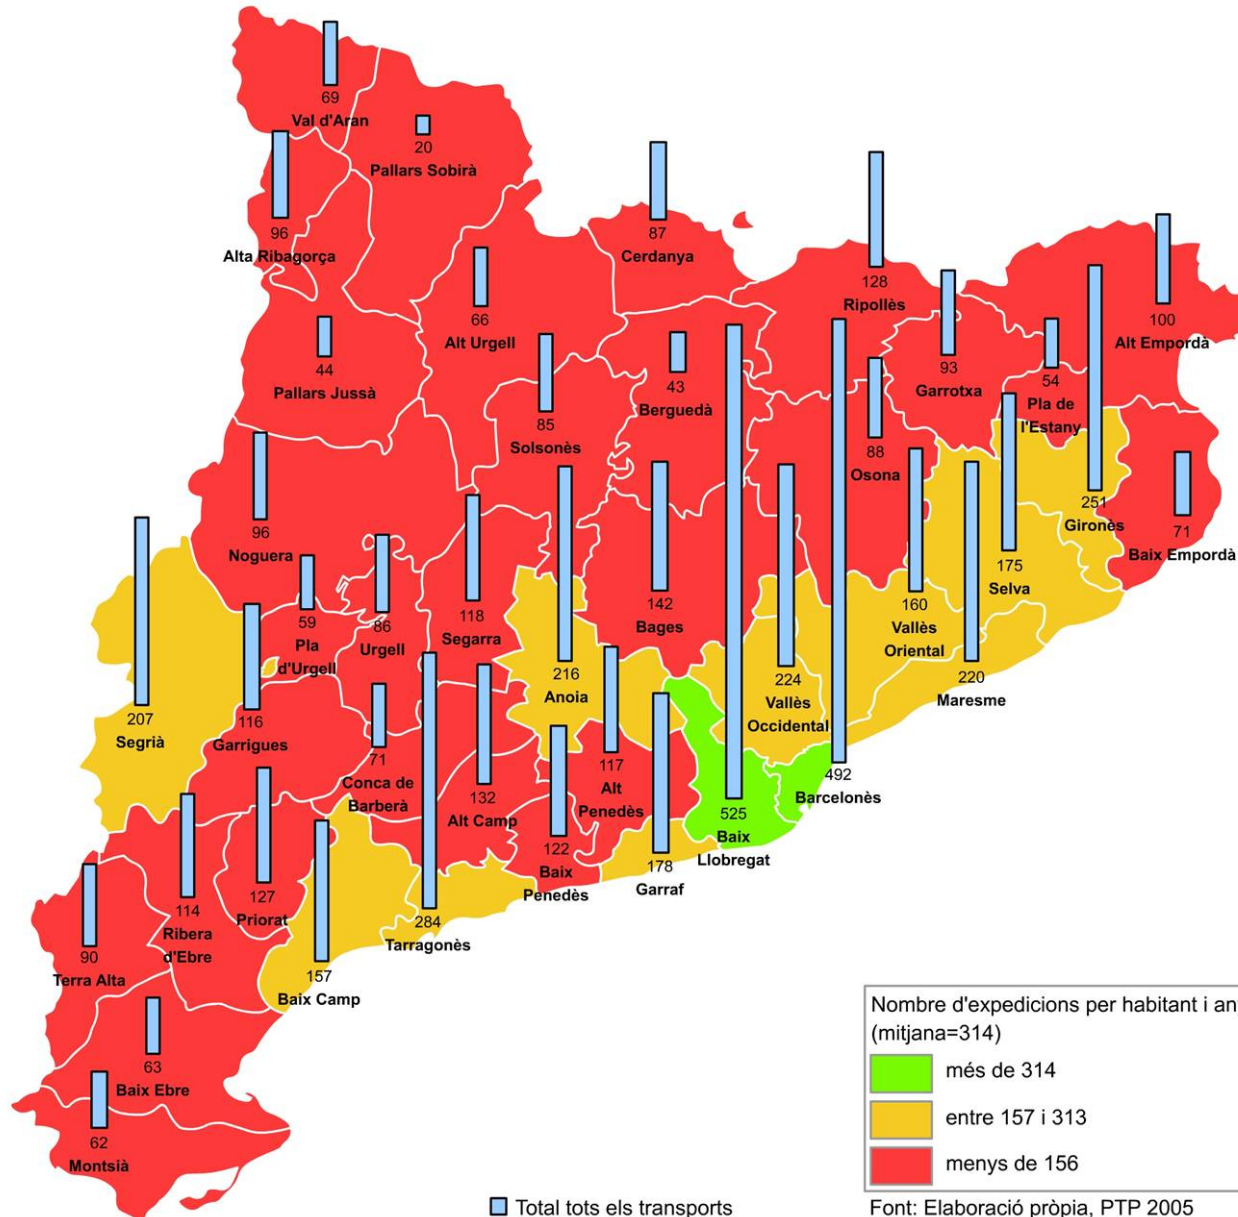 69
Val d'Aran
20
Pallars Sobirà
96
Alta Ribagorça
87
Cerdanya
128
Ripollès
100
Alt Empordà
66
Alt Urgell
44
Pallars Jussà
43
Berguedà
93
Garrotxa
54
Pla de
l'Estany
85
Solsonès
88
Osona
251
Gironès
71
Baix Empordà
96
Noguera
175
Selva
160
Vallès
Oriental
59
Pla
d'Urgell
86
Urgell
118
Segarra
142
Bages
216
Anoia
224
Vallès
Occidental
220
Maresme
207
Segrià
116
Garrigues
71
Conca de
Barberà
132
Alt Camp
117
Alt
Penedès
492
Barcelonès
525
Baix
Llobregat
122
Baix
Penedès
178
Garraf
127
Priorat
114
Ribera
d'Ebre
284
Tarragonès
90
Terra Alta
157
Baix Camp
63
Baix Ebre
62
Montsià
Nombre d'expedicions per habitant i an
(mitjana=314)
més de 314
entre 157 i 313
menys de 156
Total tots els transports
Font: Elaboració pròpia, PTP 2005